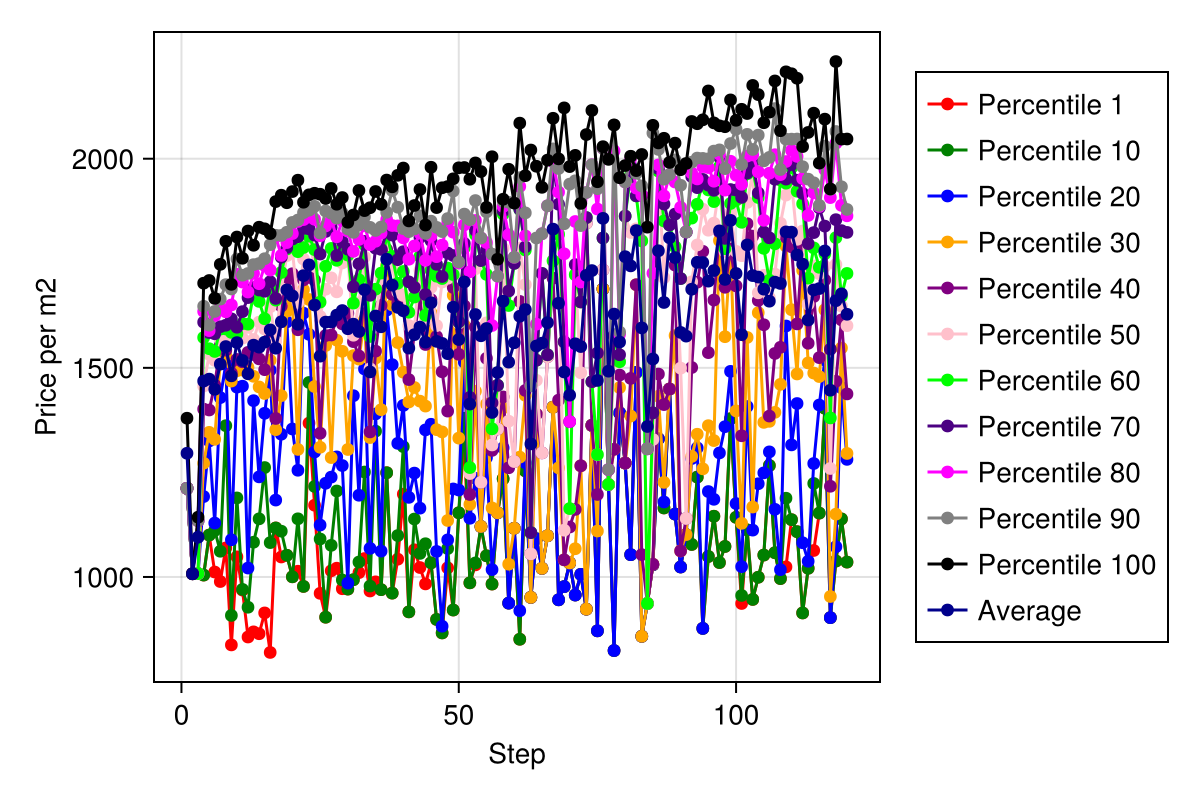 2000
1500
1000
Price per m2
0
50
100
Step
Percentile 1
Percentile 10
Percentile 20
Percentile 30
Percentile 40
Percentile 50
Percentile 60
Percentile 70
Percentile 80
Percentile 90
Percentile 100
Average